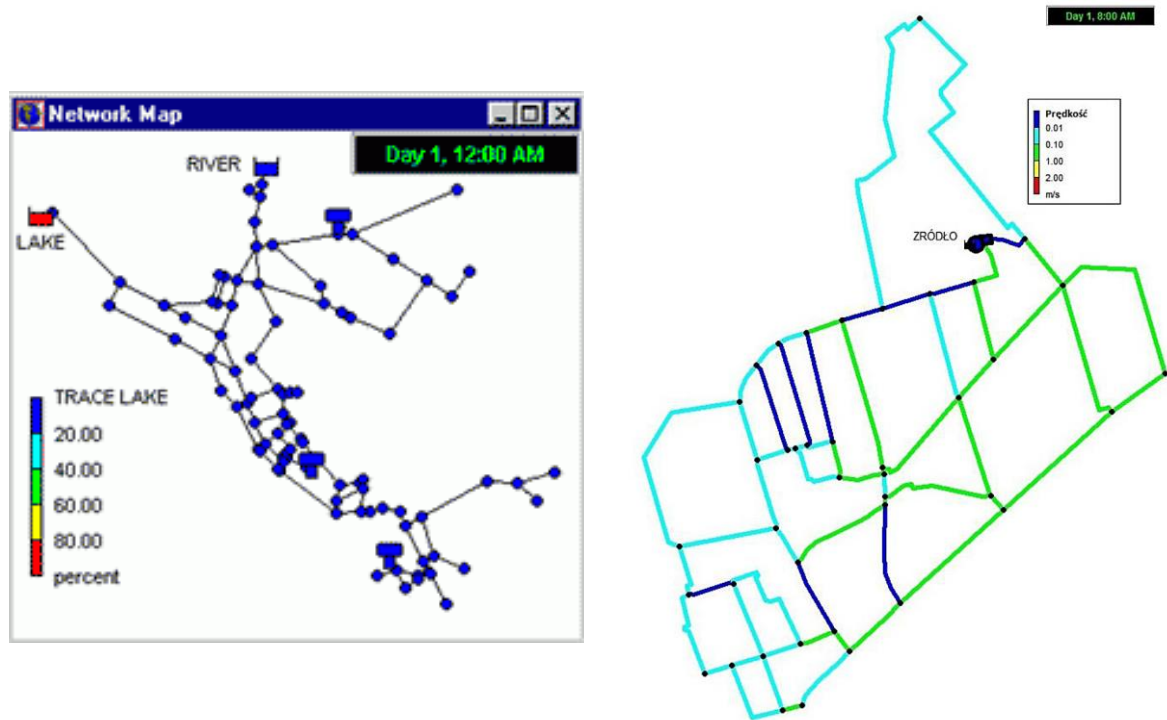 Network Map
Day 1, 12:00 AM
RIVER
LAKE
TRACE LAKE
20.00
40.00
60.00
80.00
percent
Day 1, 8:00 AM
Prędkość
0.01
0.10
1.00
2.00
m/s
ZRÓDŁO